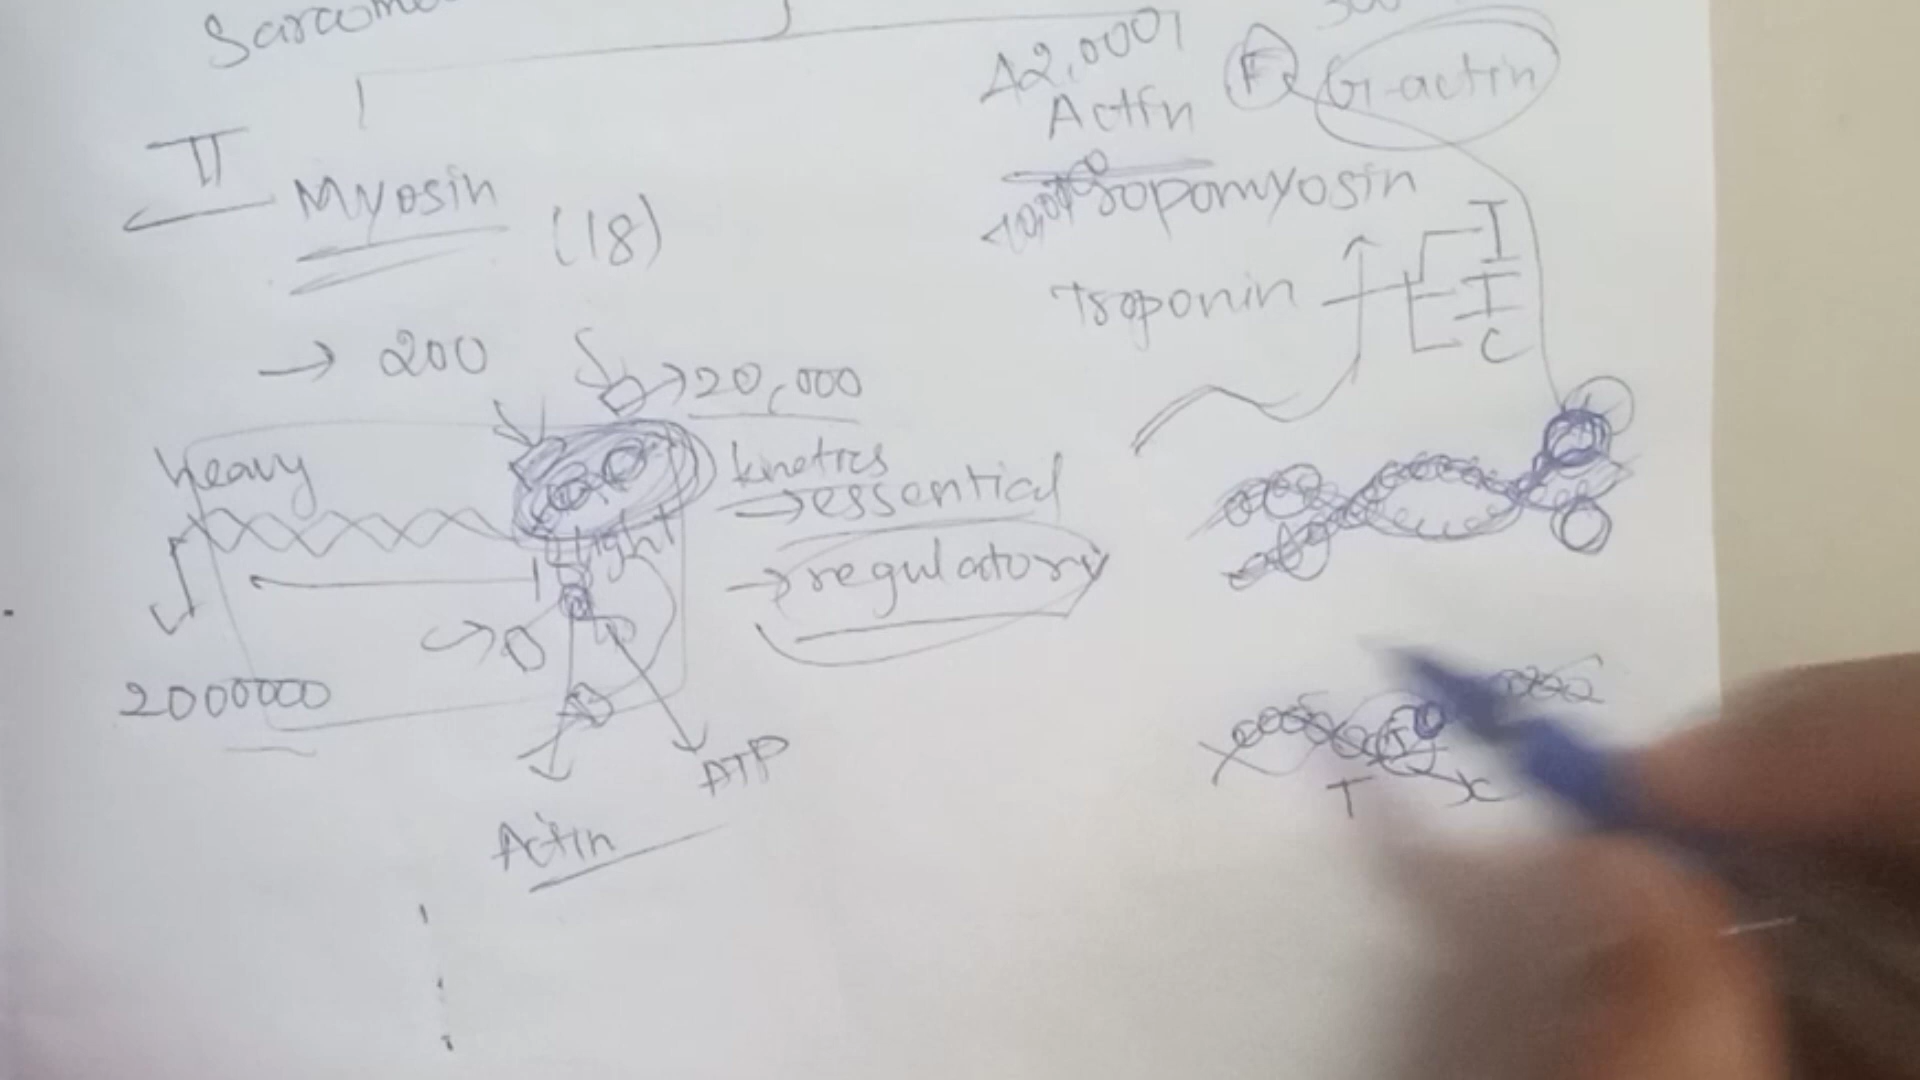 II
Myosin (18)
→ 200
→ 20,000
heavy
light
kinetics
→ essential
→ regulatory
2000000
ATP
Actin
42,000
Actin
F G-actin
Tropomyosin
Troponin
T
I
C
T C